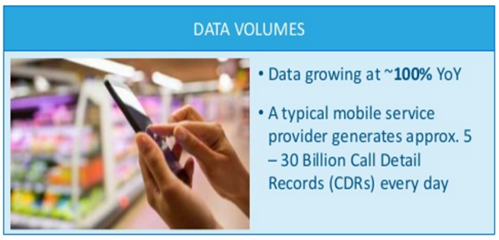 DATA VOLUMES
• Data growing at ~100% YoY
• A typical mobile service
provider generates approx. 5
– 30 Billion Call Detail
Records (CDRs) every day